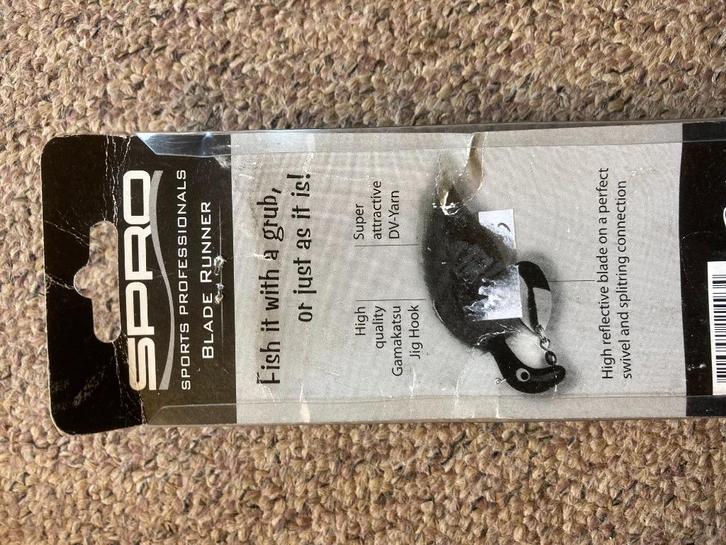 SPRO
SPORTS PROFESSIONALS
BLADE RUNNER
Fish it with a grub,
or just as it is!
High
quality
Gamakatsu
Jig Hook
Super
attractive
DV-Yarn
High reflective blade on a perfect
swivel and splitring connection